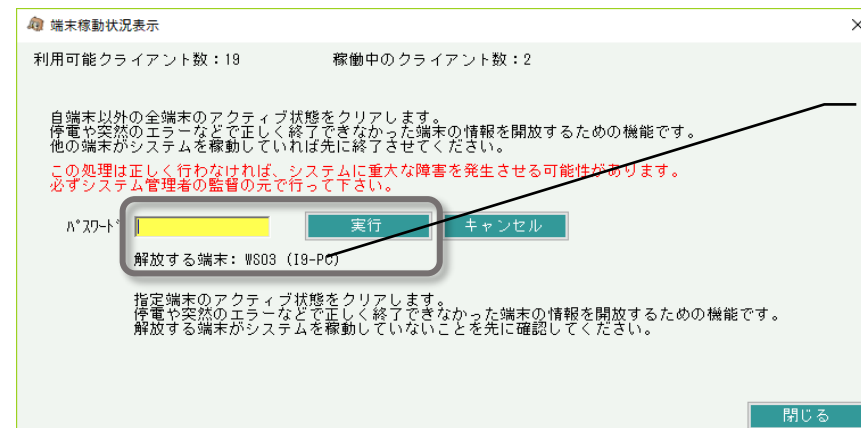 端末稼動状況表示
利用可能クライアント数：19　稼働中のクライアント数：2
自端末以外の全端末のアクティブ状態をクリアします。
停電や突然のエラーなどで正しく終了できなかった端末の情報を開放するための機能です。
他の端末がシステムを稼動していれば先に終了させてください。
この処理は正しく行わなければ、システムに重大な障害を発生させる可能性があります。
必ずシステム管理者の監督の元で行って下さい。
ﾊﾟｽﾜｰﾄﾞ 実行 キャンセル
解放する端末：WS03（I9-PC）
指定端末のアクティブ状態をクリアします。
停電や突然のエラーなどで正しく終了できなかった端末の情報を開放するための機能です。
解放する端末がシステムを稼動していないことを先に確認してください。
閉じる